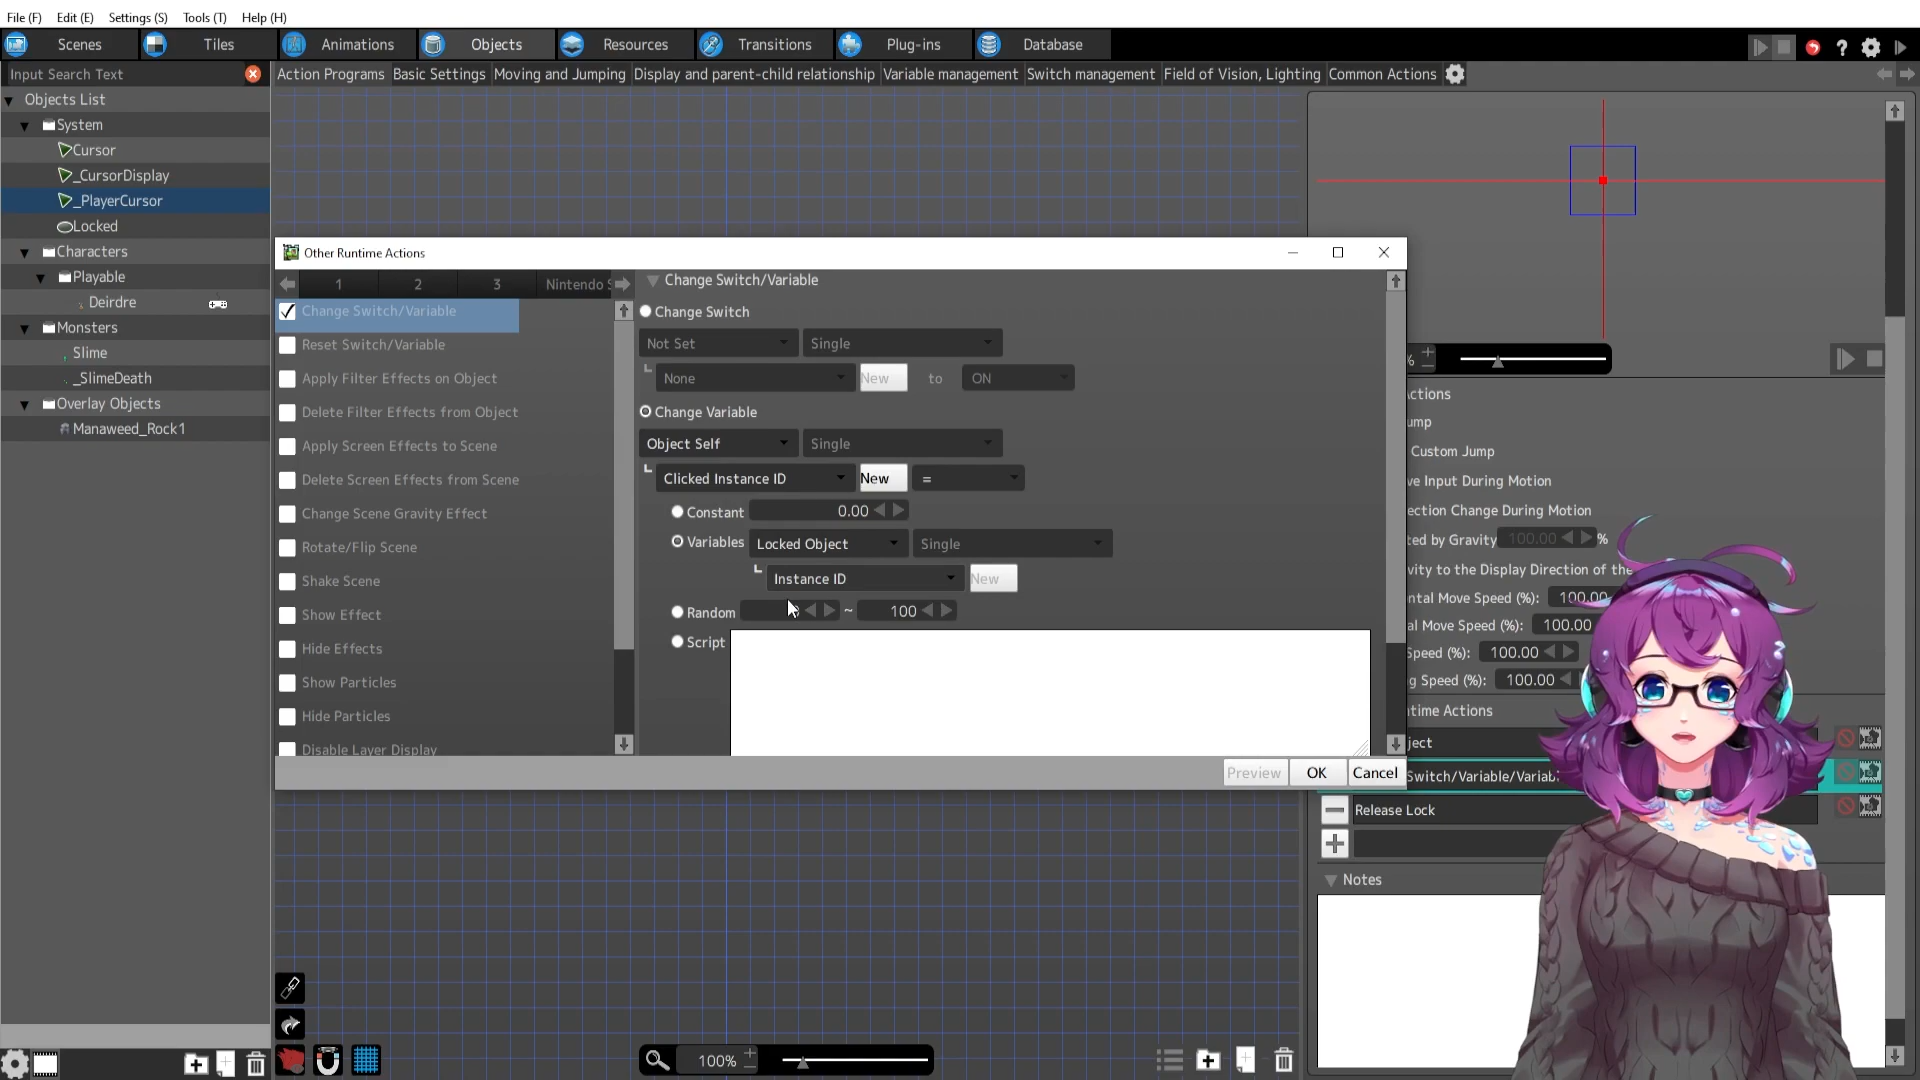 File (F) Edit (E) Settings (S) Tools (T) Help (H)
Scenes Tiles Animations Objects Resources Transitions Plug-ins Database
Input Search Text
Action Programs Basic Settings Moving and Jumping Display and parent-child relationship Variable management Switch management Field of Vision, Lighting Common Actions
Objects List
System
Cursor
_CursorDisplay
_PlayerCursor
Locked
Characters
Playable
Deirdre
Monsters
Slime
_SlimeDeath
Overlay Objects
Manaweed_Rock1
Other Runtime Actions
1 2 3 Nintendo
Change Switch/Variable
Reset Switch/Variable
Apply Filter Effects on Object
Delete Filter Effects from Object
Apply Screen Effects to Scene
Delete Screen Effects from Scene
Change Scene Gravity Effect
Rotate/Flip Scene
Shake Scene
Show Effect
Hide Effects
Show Particles
Hide Particles
Disable Layer Display
Change Switch/Variable
Change Switch
Not Set Single
None New to ON
Change Variable
Object Self Single
Clicked Instance ID New =
Constant 0.00
Variables Locked Object Single
Instance ID New
Random ~ 100
Script
Preview OK Cancel
%
ctions
ump
Custom Jump
ve Input During Motion
ection Change During Motion
ted by Gravity 100.00 %
vity to the Display Direction of the
ntal Move Speed (%): 100.00
al Move Speed (%): 100.00
Speed (%): 100.00
g Speed (%): 100.00
time Actions
ject
Switch/Variable/Variab
Release Lock
Notes
100%